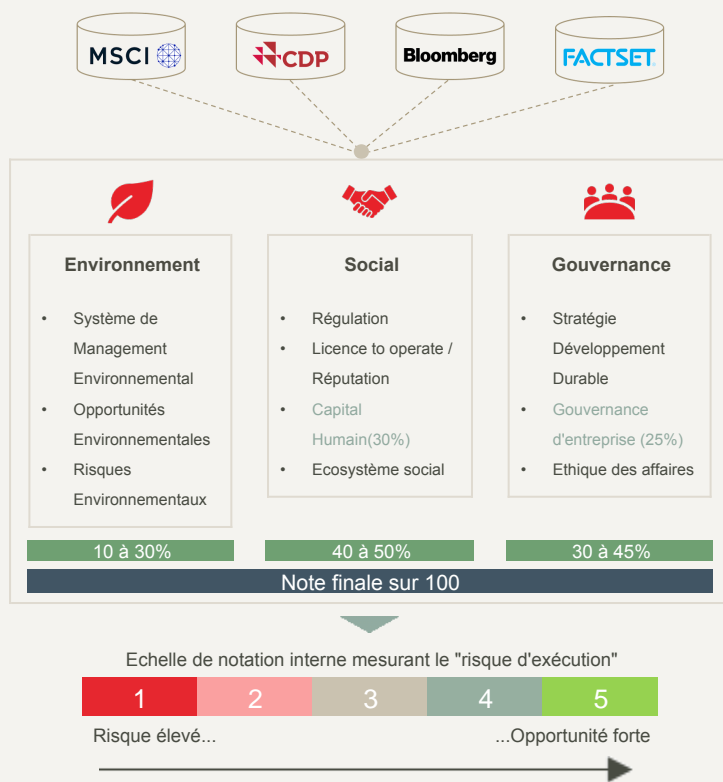 MSCI
CDP
Bloomberg
FACTSET
Environnement
• Système de
Management
Environnemental
• Opportunités
Environnementales
• Risques
Environnementaux
10 à 30%
Social
• Régulation
• Licence to operate /
Réputation
• Capital
Humain(30%)
• Ecosystème social
40 à 50%
Gouvernance
• Stratégie
Développement
Durable
• Gouvernance
d'entreprise (25%)
• Ethique des affaires
30 à 45%
Note finale sur 100
Echelle de notation interne mesurant le "risque d'exécution"
1 2 3 4 5
Risque élevé... ...Opportunité forte